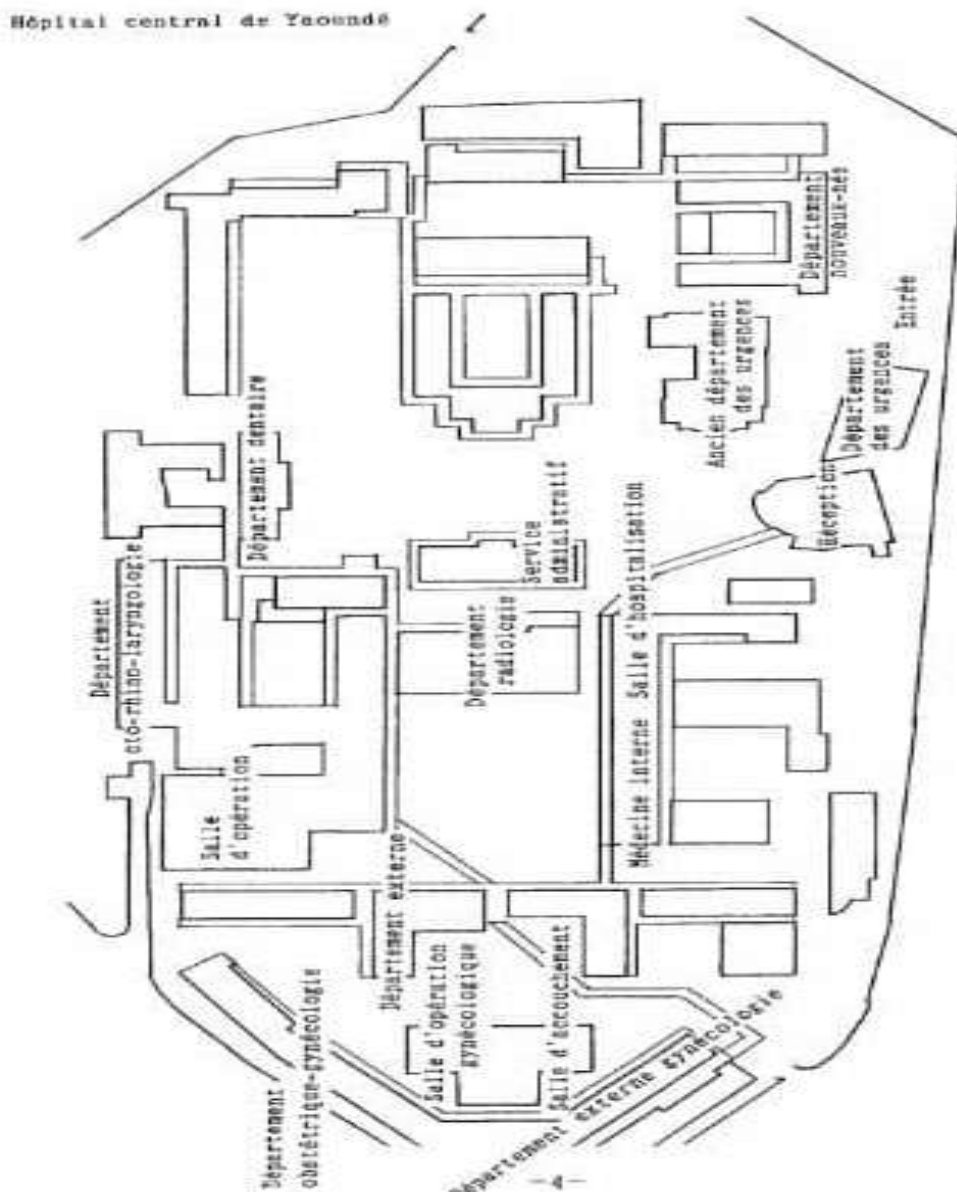 Hôpital central de Yaoundé
Département
oto-rhino-laryngologie
Département dentaire
Département
nouveaux-nés
Entrée
Ancien département
des urgences
Département
des urgences
Réception
Service
administratif
Salle d'hospitalisation
Département
radiologie
Médecine interne
Salle
d'opération
Département externe
Salle d'opération
gynécologique
Salle d'accouchement
Département
obstétrique-gynécologie
Département externe gynécologie
-4-